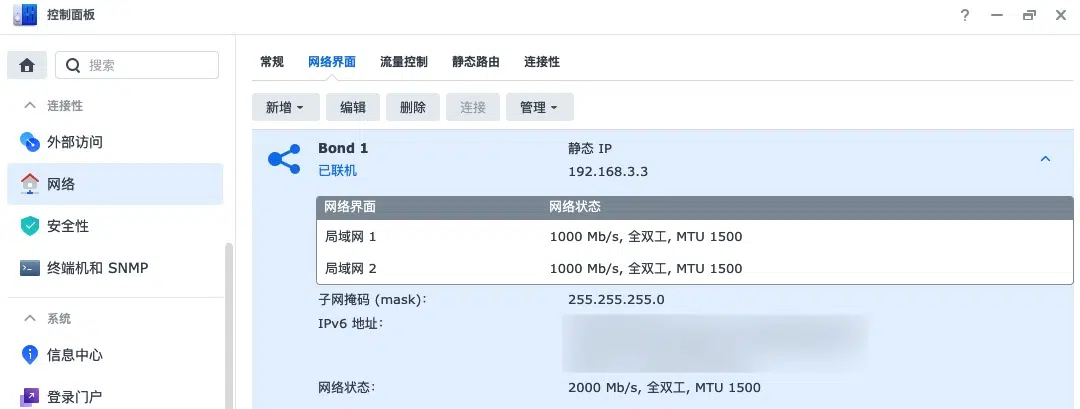 控制面板
?
搜索
连接性
外部访问
网络
安全性
终端机和 SNMP
系统
信息中心
登录门户
常规 网络界面 流量控制 静态路由 连接性
新增 编辑 删除 连接 管理
Bond 1 静态 IP
已联机 192.168.3.3
网络界面 网络状态
局域网 1 1000 Mb/s, 全双工, MTU 1500
局域网 2 1000 Mb/s, 全双工, MTU 1500
子网掩码 (mask)： 255.255.255.0
IPv6 地址：
网络状态： 2000 Mb/s, 全双工, MTU 1500